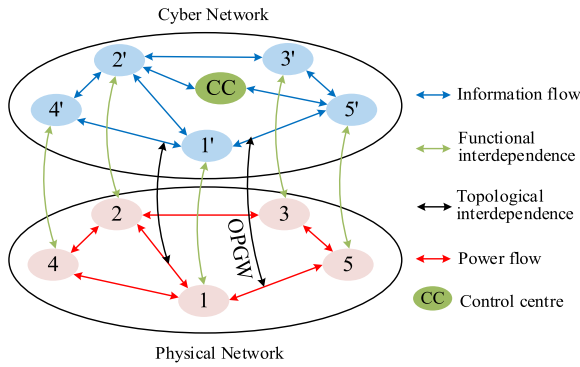 Cyber Network
2'
3'
CC
4'
5'
1'
Information flow
Functional
interdependence
Topological
interdependence
Power flow
CC
Control centre
2
3
OPGW
4
5
1
Physical Network